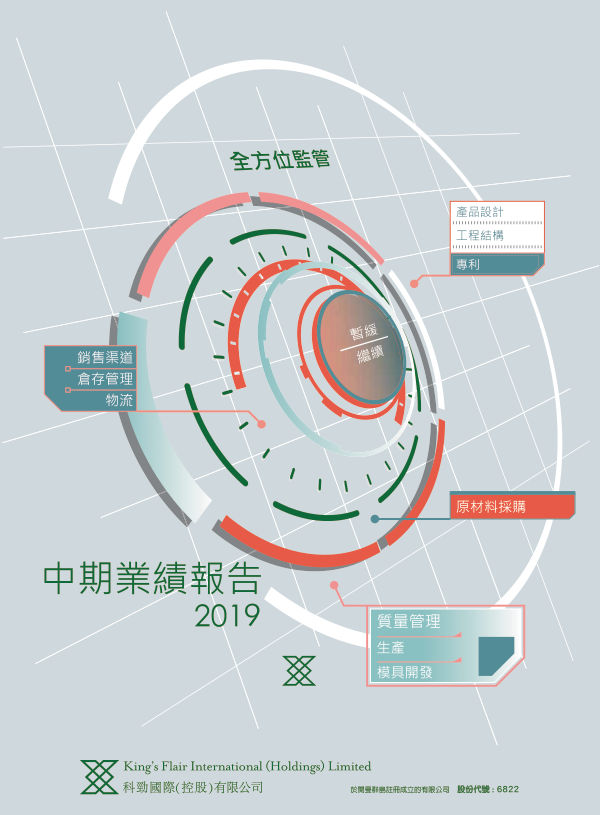 全方位監管
產品設計
工程結構
專利
暫緩
繼續
銷售渠道
倉存管理
物流
原材料採購
中期業績報告
2019
質量管理
生產
模具開發
King's Flair International (Holdings) Limited
科勁國際(控股)有限公司
於開曼群島註冊成立的有限公司 股份代號：6822